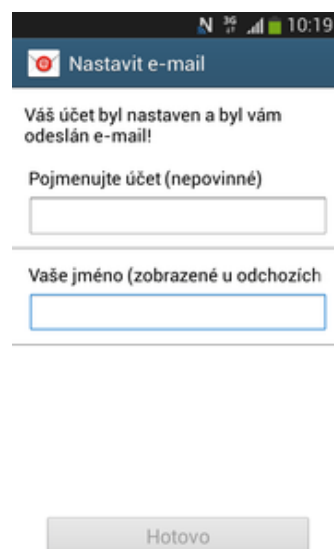 3G 10:19
Nastavit e-mail
Váš účet byl nastaven a byl vám
odeslán e-mail!
Pojmenujte účet (nepovinné)
Vaše jméno (zobrazené u odchozích
Hotovo